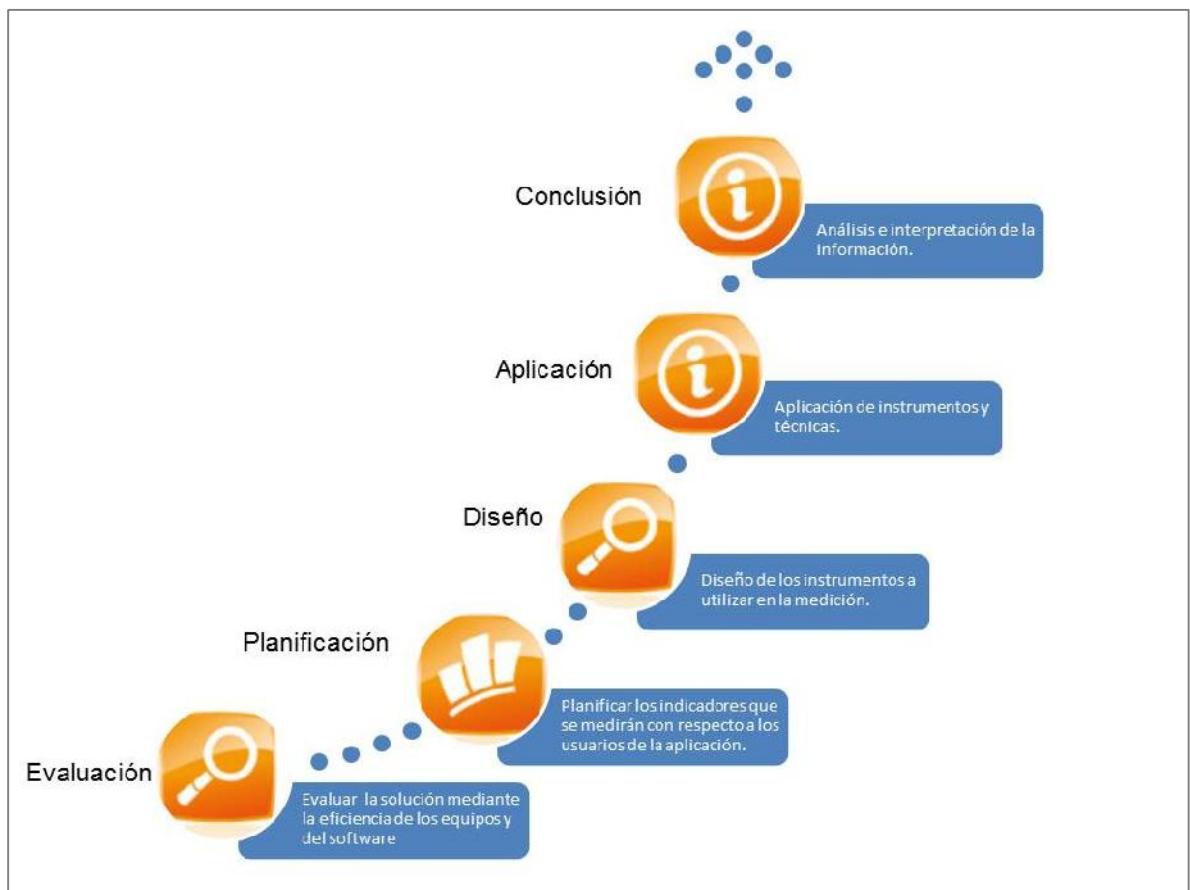 Conclusión
Análisis e interpretación de la
información.
Aplicación
Aplicación de instrumentos y
técnicas.
Diseño
Diseño de los instrumentos a
utilizar en la medición.
Planificación
Planificar los indicadores que
se medirán con respecto a los
usuarios de la aplicación.
Evaluación
Evaluar la solución mediante
la eficiencia de los equipos y
del software